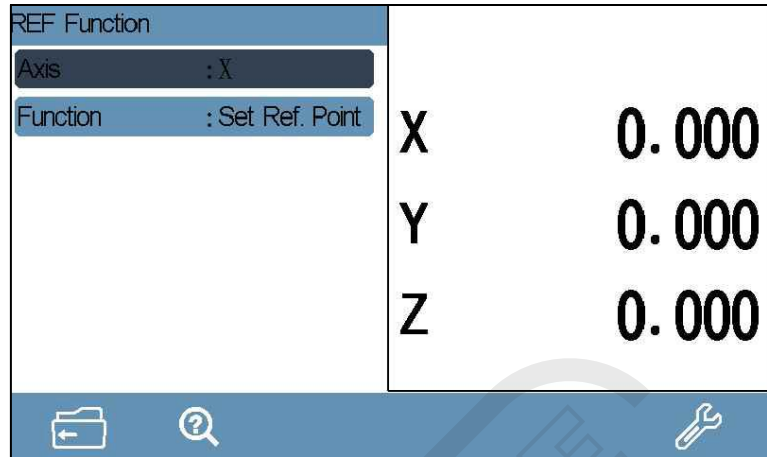 REF Function
Axis : X
Function : Set Ref. Point
X 0.000
Y 0.000
Z 0.000